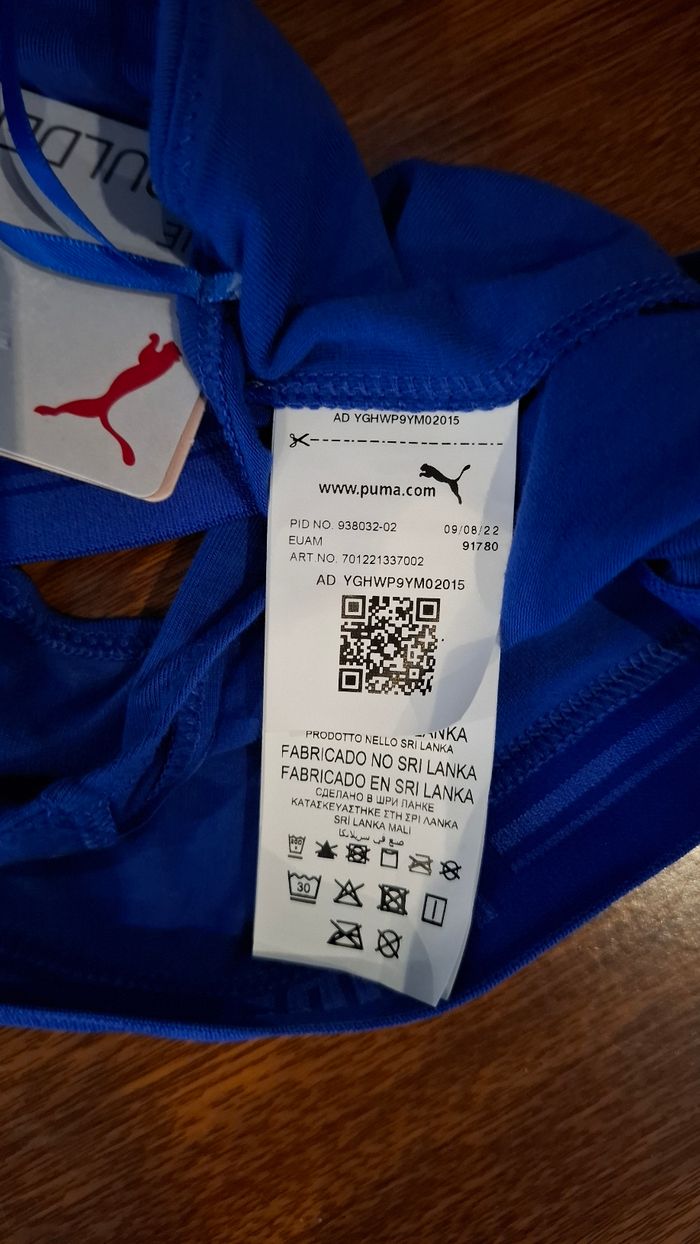 AD YGHWP9YM02015
www.puma.com
PID NO. 938032-02 09/08/22
EUAM 91780
ART.NO. 701221337002
AD YGHWP9YM02015
PRODOTTO NELLO SRI LANKA
FABRICADO NO SRI LANKA
FABRICADO EN SRI LANKA
СДЕЛАНО В ШРИ ЛАНКЕ
ΚΑΤΑΣΚΕΥΑΣΤΗΚΕ ΣΤΗ ΣΡΙ ΛΑΝΚΑ
SRI LANKA MALI
صنع في سريلانكا
30